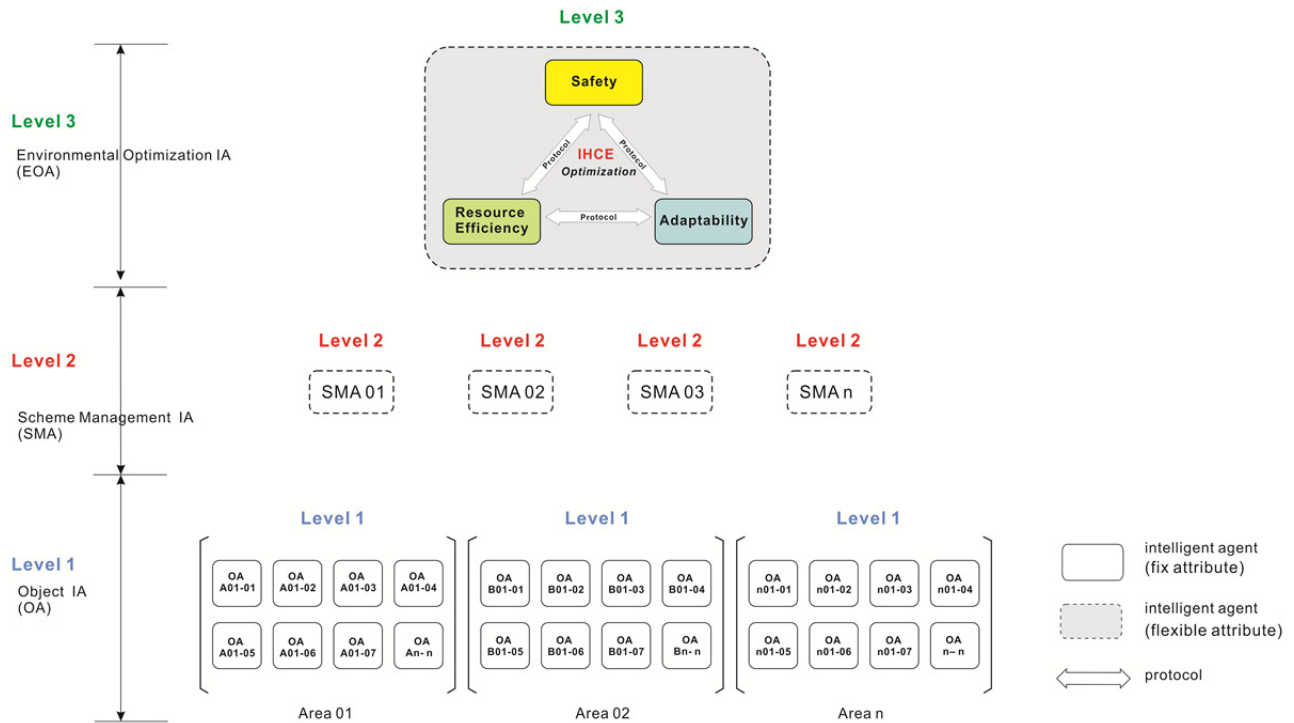 Level 3
Safety
Level 3
Environmental Optimization IA
(EOA)
Protocol
Protocol
IHCE
Optimization
Resource
Efficiency
Protocol
Adaptability
Level 2
Level 2
Level 2
Level 2
Level 2
SMA 01
SMA 02
SMA 03
SMA n
Scheme Management IA
(SMA)
Level 1
Level 1
Level 1
Level 1
Object IA
(OA)
OA
A01-01
OA
A01-02
OA
A01-03
OA
A01-04
OA
A01-05
OA
A01-06
OA
A01-07
OA
An- n
Area 01
OA
B01-01
OA
B01-02
OA
B01-03
OA
B01-04
OA
B01-05
OA
B01-06
OA
B01-07
OA
Bn- n
Area 02
OA
n01-01
OA
n01-02
OA
n01-03
OA
n01-04
OA
n01-05
OA
n01-06
OA
n01-07
OA
n– n
Area n
intelligent agent
(fix attribute)
intelligent agent
(flexible attribute)
protocol